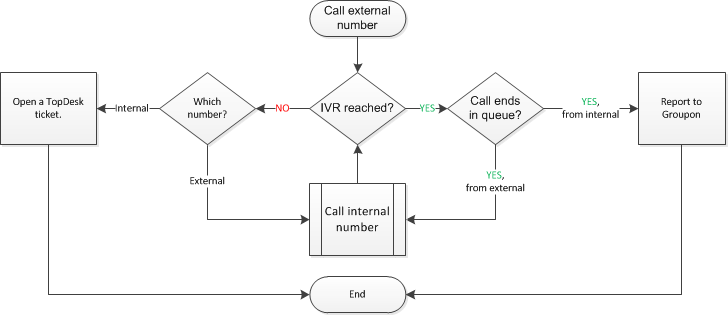 Call external
number
Open a TopDesk
ticket.
Internal
Which
number?
NO
IVR reached?
YES
Call ends
in queue?
YES,
from internal
Report to
Groupon
External
Call internal
number
YES,
from external
End